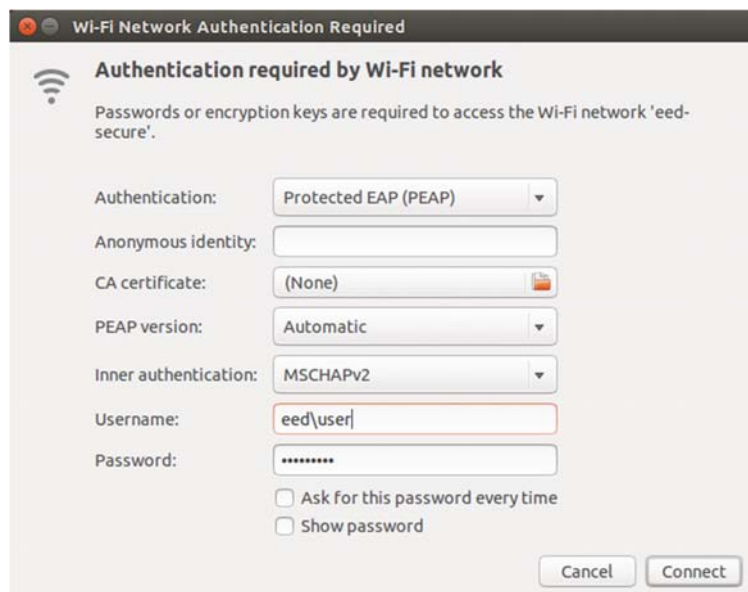 Wi-Fi Network Authentication Required
Authentication required by Wi-Fi network
Passwords or encryption keys are required to access the Wi-Fi network 'eed-
secure'.
Authentication: Protected EAP (PEAP)
Anonymous identity:
CA certificate: (None)
PEAP version: Automatic
Inner authentication: MSCHAPv2
Username: eed\user
Password: •••••••••
Ask for this password every time
Show password
Cancel Connect